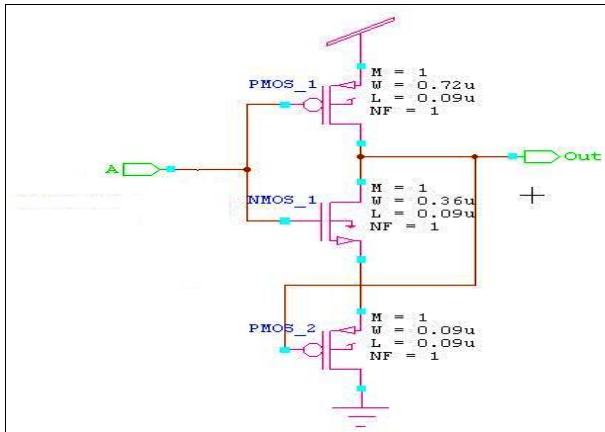 PMOS_1
M = 1
W = 0.72u
L = 0.09u
NF = 1
A
Out
NMOS_1
M = 1
W = 0.36u
L = 0.09u
NF = 1
PMOS_2
M = 1
W = 0.09u
L = 0.09u
NF = 1